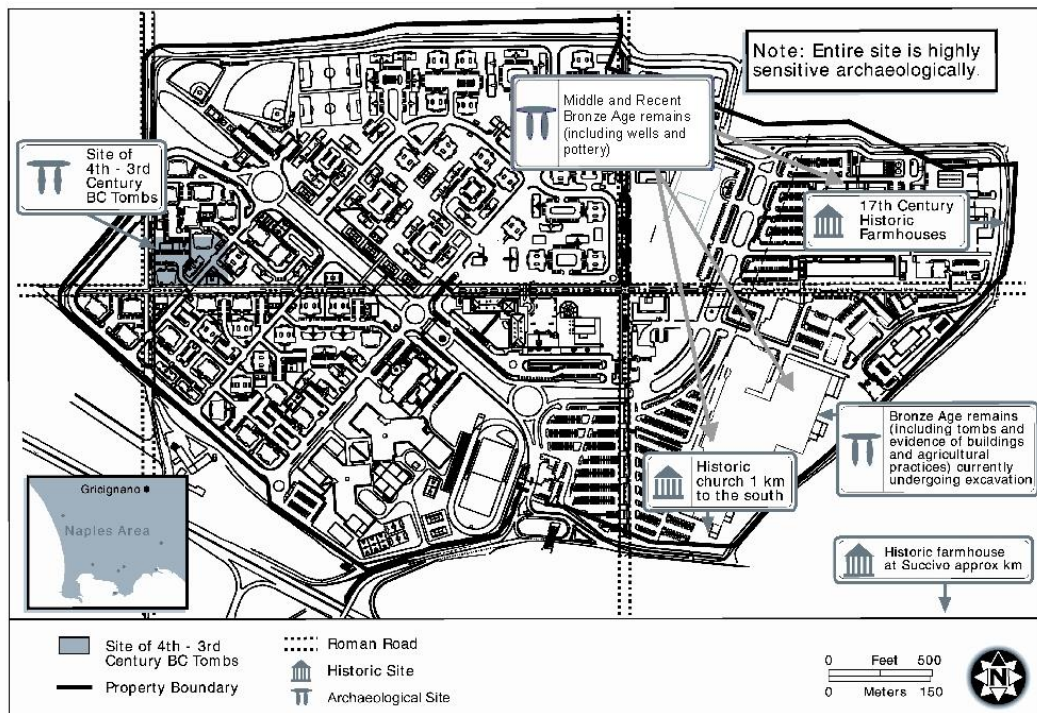 Note: Entire site is highly
sensitive archaeologically.
Middle and Recent
Bronze Age remains
(including wells and
pottery)
Site of
4th - 3rd
Century
BC Tombs
17th Century
Historic
Farmhouses
Bronze Age remains
(including tombs and
evidence of buildings
and agricultural
practices) currently
undergoing excavation
Historic
church 1 km
to the south
Historic farmhouse
at Succivo approx km
Gricignano
Naples Area
Site of 4th - 3rd
Century BC Tombs
Property Boundary
Roman Road
Historic Site
Archaeological Site
0 Feet 500
0 Meters 150
N